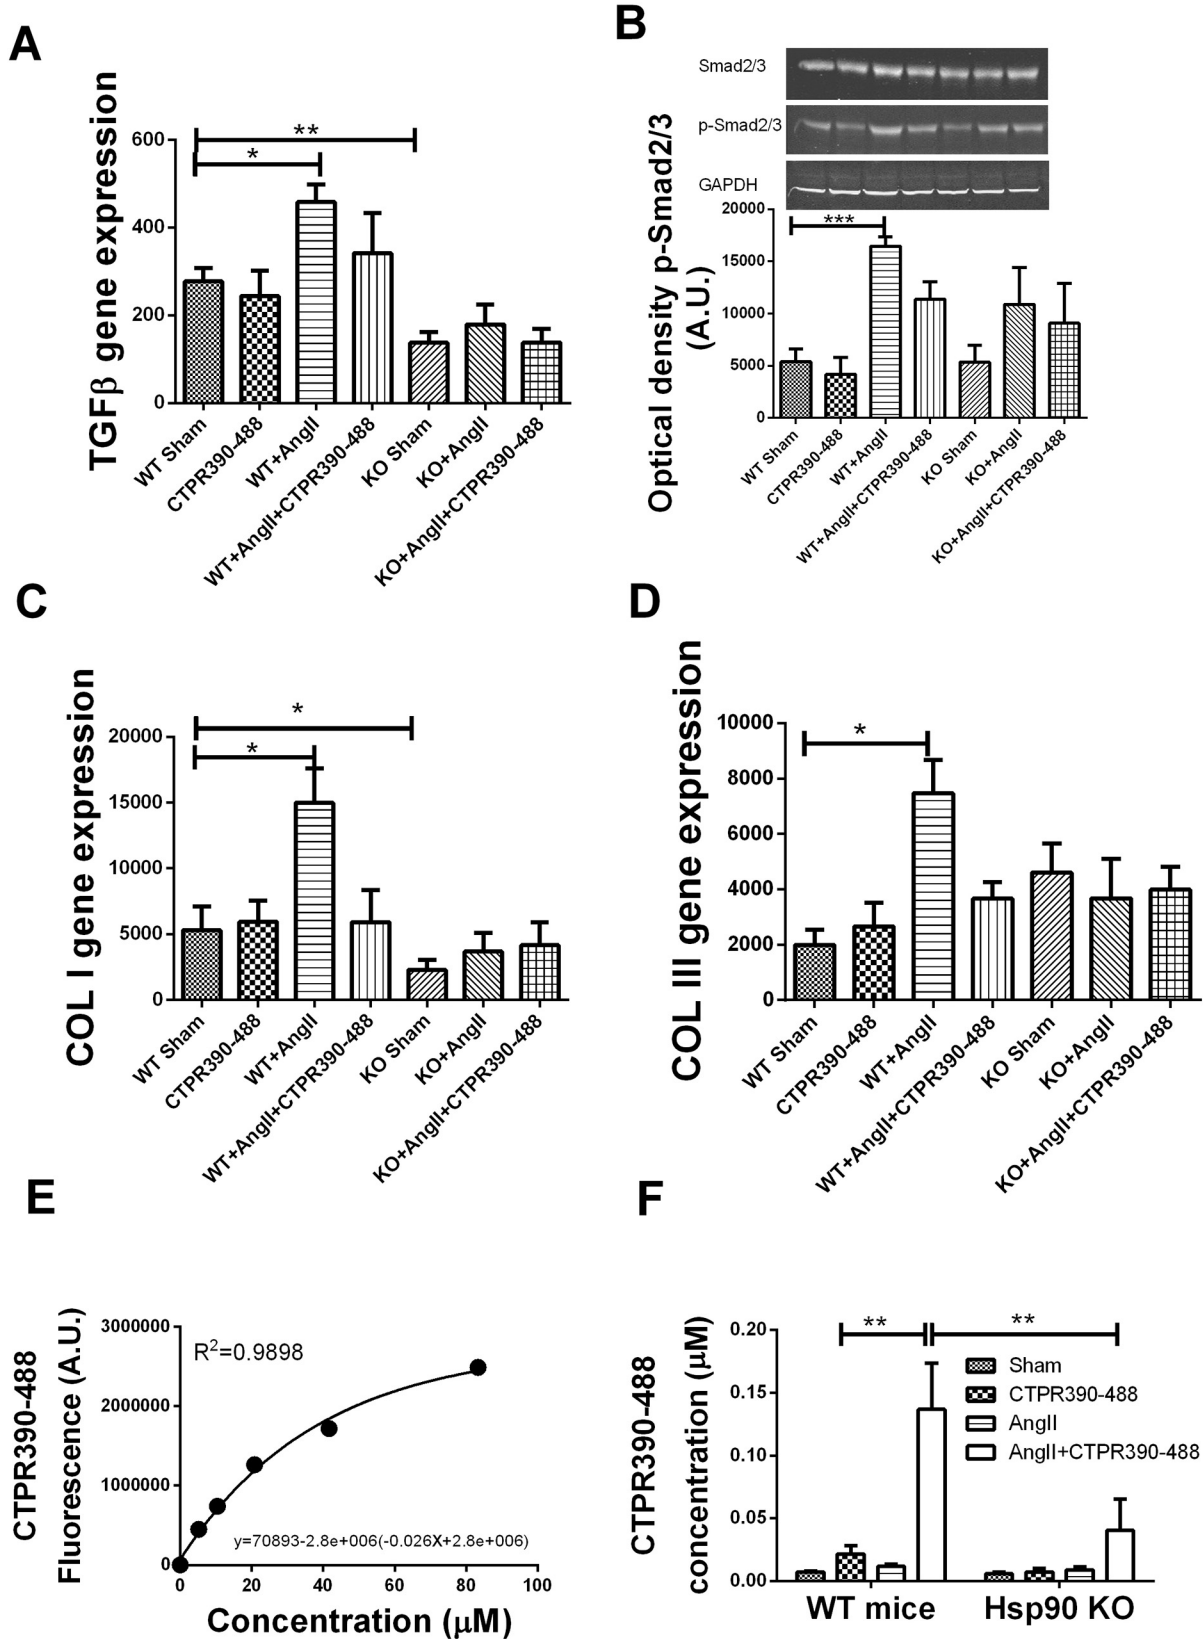 A
TGFβ gene expression
600
400
200
0
**
*
WT Sham
CTPR390-488
WT+AngII
WT+AngII+CTPR390-488
KO Sham
KO+AngII
KO+AngII+CTPR390-488
B
Smad2/3
p-Smad2/3
GAPDH
Optical density p-Smad2/3
(A.U.)
20000
15000
10000
5000
0
***
WT Sham
CTPR390-488
WT+AngII
WT+AngII+CTPR390-488
KO Sham
KO+AngII
KO+AngII+CTPR390-488
C
COL I gene expression
20000
15000
10000
5000
0
*
*
WT Sham
CTPR390-488
WT+AngII
WT+AngII+CTPR390-488
KO Sham
KO+AngII
KO+AngII+CTPR390-488
D
COL III gene expression
10000
8000
6000
4000
2000
0
*
WT Sham
CTPR390-488
WT+AngII
WT+AngII+CTPR390-488
KO Sham
KO+AngII
KO+AngII+CTPR390-488
E
CTPR390-488
Fluorescence (A.U.)
3000000
2000000
1000000
0
R²=0.9898
y=70893-2.8e+006(-0.026X+2.8e+006)
0 20 40 60 80 100
Concentration (μM)
F
CTPR390-488
concentration (μM)
0.20
0.15
0.10
0.05
0.00
** **
Sham
CTPR390-488
AngII
AngII+CTPR390-488
WT mice Hsp90 KO